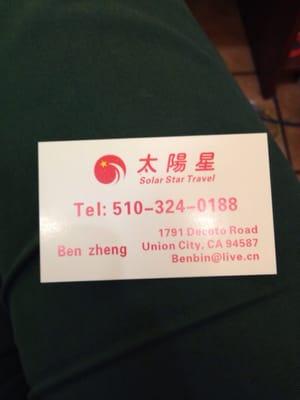 太陽星
Solar Star Travel
Tel: 510-324-0188
1791 Decoto Road
Ben zheng Union City, CA 94587
Benbin@live.cn